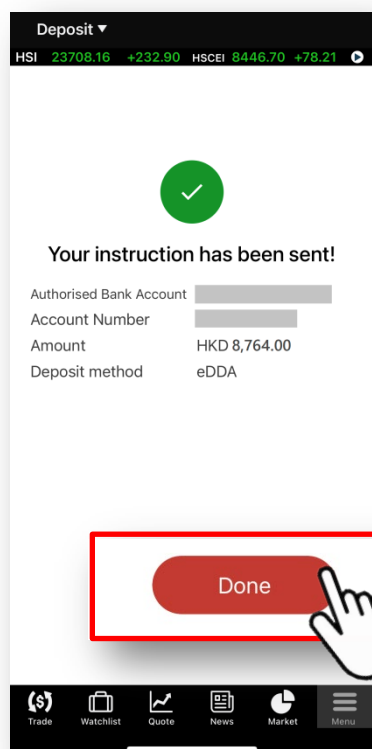 Deposit ▼
HSI 23708.16 +232.90 HSCEI 8446.70 +78.21
Your instruction has been sent!
Authorised Bank Account
Account Number
Amount HKD 8,764.00
Deposit method eDDA
Done
Trade Watchlist Quote News Market Menu